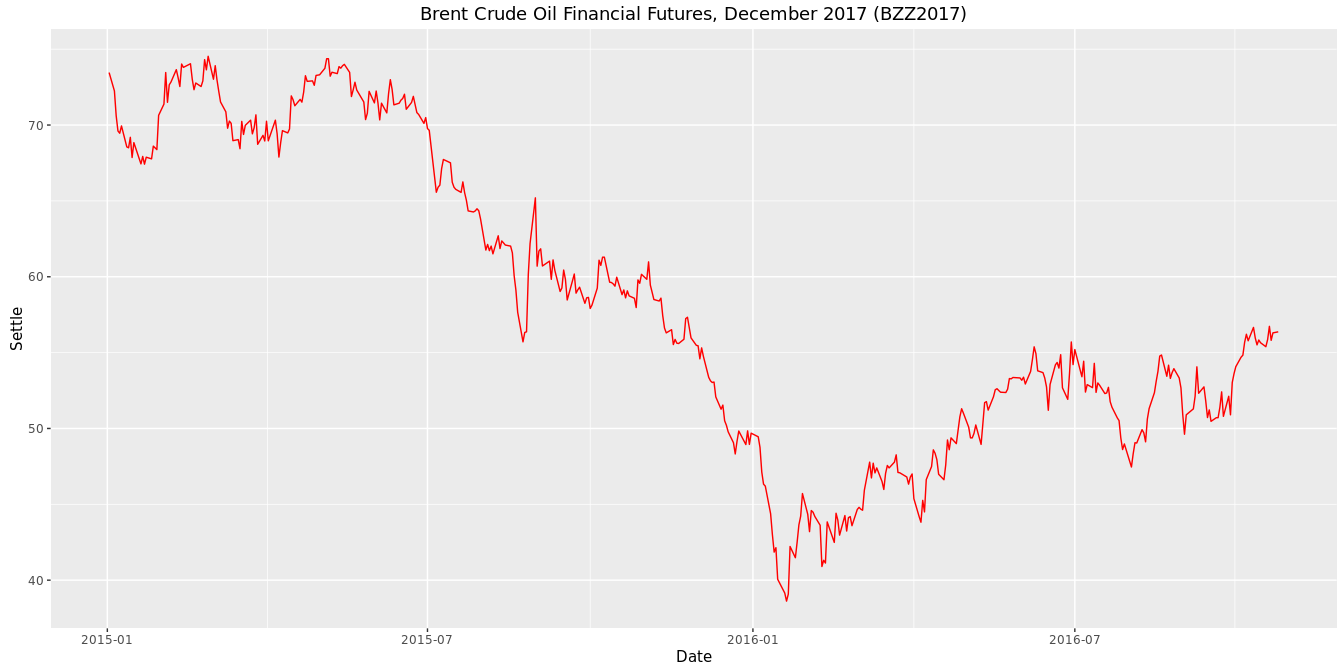 Brent Crude Oil Financial Futures, December 2017 (BZZ2017)
Settle
70
60
50
40
2015-01
2015-07
2016-01
2016-07
Date